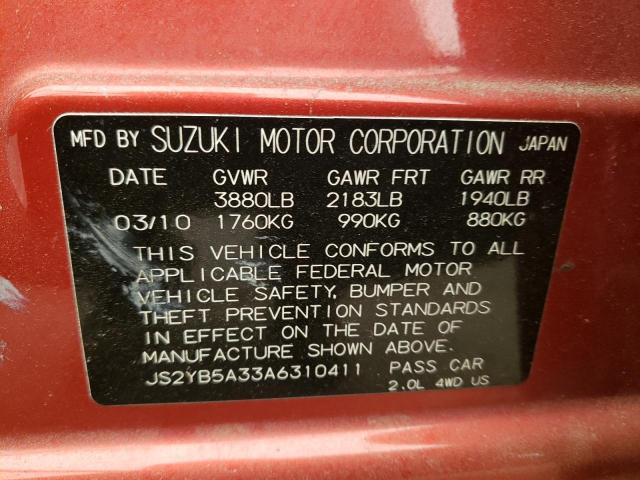 MFD BY SUZUKI MOTOR CORPORATION JAPAN
DATE GVWR GAWR FRT GAWR RR
3880LB 2183LB 1940LB
03/10 1760KG 990KG 880KG
THIS VEHICLE CONFORMS TO ALL
APPLICABLE FEDERAL MOTOR
VEHICLE SAFETY, BUMPER AND
THEFT PREVENTION STANDARDS
IN EFFECT ON THE DATE OF
MANUFACTURE SHOWN ABOVE.
JS2YB5A33A6310411 PASS CAR
2.0L 4WD US